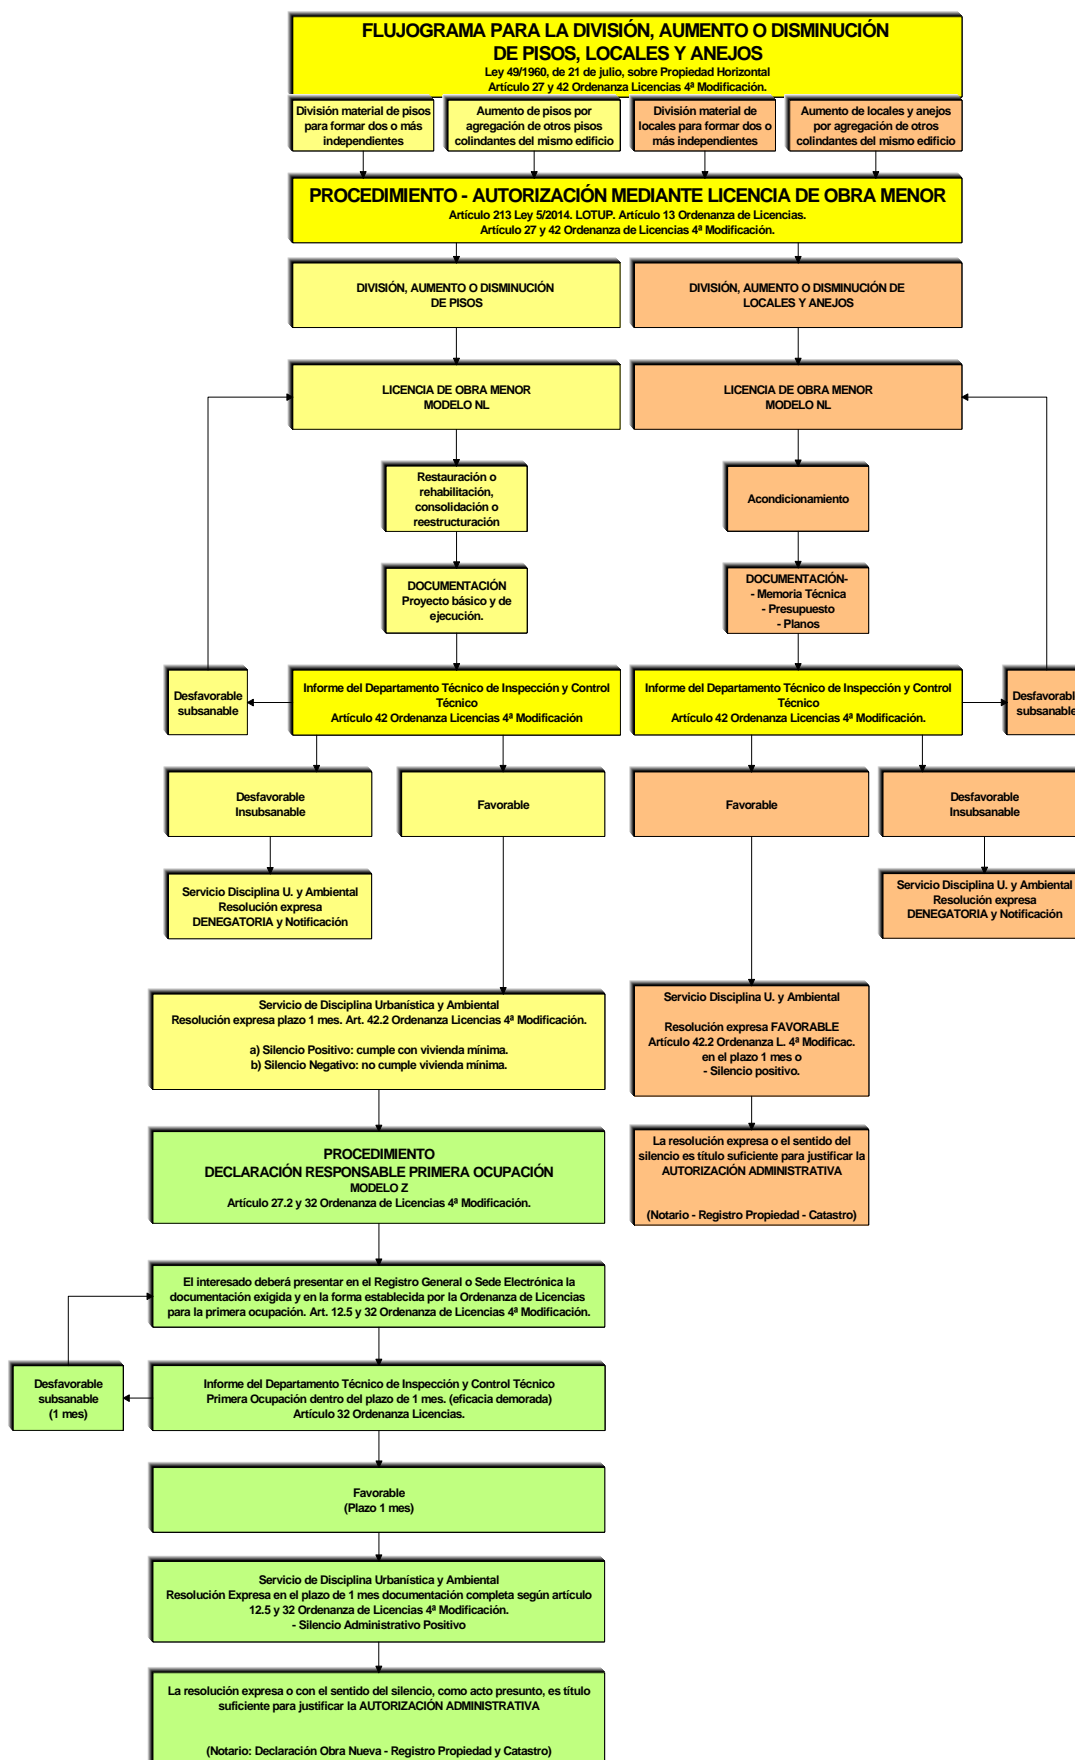 FLUJOGRAMA PARA LA DIVISIÓN, AUMENTO O DISMINUCIÓN
DE PISOS, LOCALES Y ANEJOS
Ley 49/1960, de 21 de julio, sobre Propiedad Horizontal
Artículo 27 y 42 Ordenanza Licencias 4ª Modificación.
División material de pisos
para formar dos o más
independientes
Aumento de pisos por
agregación de otros pisos
colindantes del mismo edificio
División material de
locales para formar dos o
más independientes
Aumento de locales y anejos
por agregación de otros
colindantes del mismo edificio
PROCEDIMIENTO - AUTORIZACIÓN MEDIANTE LICENCIA DE OBRA MENOR
Artículo 213 Ley 5/2014. LOTUP. Artículo 13 Ordenanza de Licencias.
Artículo 27 y 42 Ordenanza de Licencias 4ª Modificación.
DIVISIÓN, AUMENTO O DISMINUCIÓN
DE PISOS
DIVISIÓN, AUMENTO O DISMINUCIÓN DE
LOCALES Y ANEJOS
LICENCIA DE OBRA MENOR
MODELO NL
LICENCIA DE OBRA MENOR
MODELO NL
Restauración o
rehabilitación,
consolidación o
reestructuración
Acondicionamiento
DOCUMENTACIÓN
Proyecto básico y de
ejecución.
DOCUMENTACIÓN-
- Memoria Técnica
- Presupuesto
- Planos
Desfavorable
subsanable
Informe del Departamento Técnico de Inspección y Control
Técnico
Artículo 42 Ordenanza Licencias 4ª Modificación
Informe del Departamento Técnico de Inspección y Control
Técnico
Artículo 42 Ordenanza Licencias 4ª Modificación.
Desfavorable
subsanable
Desfavorable
Insubsanable
Favorable
Favorable
Desfavorable
Insubsanable
Servicio Disciplina U. y Ambiental
Resolución expresa
DENEGATORIA y Notificación
Servicio Disciplina U. y Ambiental
Resolución expresa
DENEGATORIA y Notificación
Servicio de Disciplina Urbanística y Ambiental
Resolución expresa plazo 1 mes. Art. 42.2 Ordenanza Licencias 4ª Modificación.
a) Silencio Positivo: cumple con vivienda mínima.
b) Silencio Negativo: no cumple vivienda mínima.
Servicio Disciplina U. y Ambiental
Resolución expresa FAVORABLE
Artículo 42.2 Ordenanza L. 4ª Modificac.
en el plazo 1 mes o
- Silencio positivo.
PROCEDIMIENTO
DECLARACIÓN RESPONSABLE PRIMERA OCUPACIÓN
MODELO Z
Artículo 27.2 y 32 Ordenanza de Licencias 4ª Modificación.
La resolución expresa o el sentido del
silencio es título suficiente para justificar la
AUTORIZACIÓN ADMINISTRATIVA
(Notario - Registro Propiedad - Catastro)
El interesado deberá presentar en el Registro General o Sede Electrónica la
documentación exigida y en la forma establecida por la Ordenanza de Licencias
para la primera ocupación. Art. 12.5 y 32 Ordenanza de Licencias 4ª Modificación.
Desfavorable
subsanable
(1 mes)
Informe del Departamento Técnico de Inspección y Control Técnico
Primera Ocupación dentro del plazo de 1 mes. (eficacia demorada)
Artículo 32 Ordenanza Licencias.
Favorable
(Plazo 1 mes)
Servicio de Disciplina Urbanística y Ambiental
Resolución Expresa en el plazo de 1 mes documentación completa según artículo
12.5 y 32 Ordenanza de Licencias 4ª Modificación.
- Silencio Administrativo Positivo
La resolución expresa o con el sentido del silencio, como acto presunto, es título
suficiente para justificar la AUTORIZACIÓN ADMINISTRATIVA
(Notario: Declaración Obra Nueva - Registro Propiedad y Catastro)